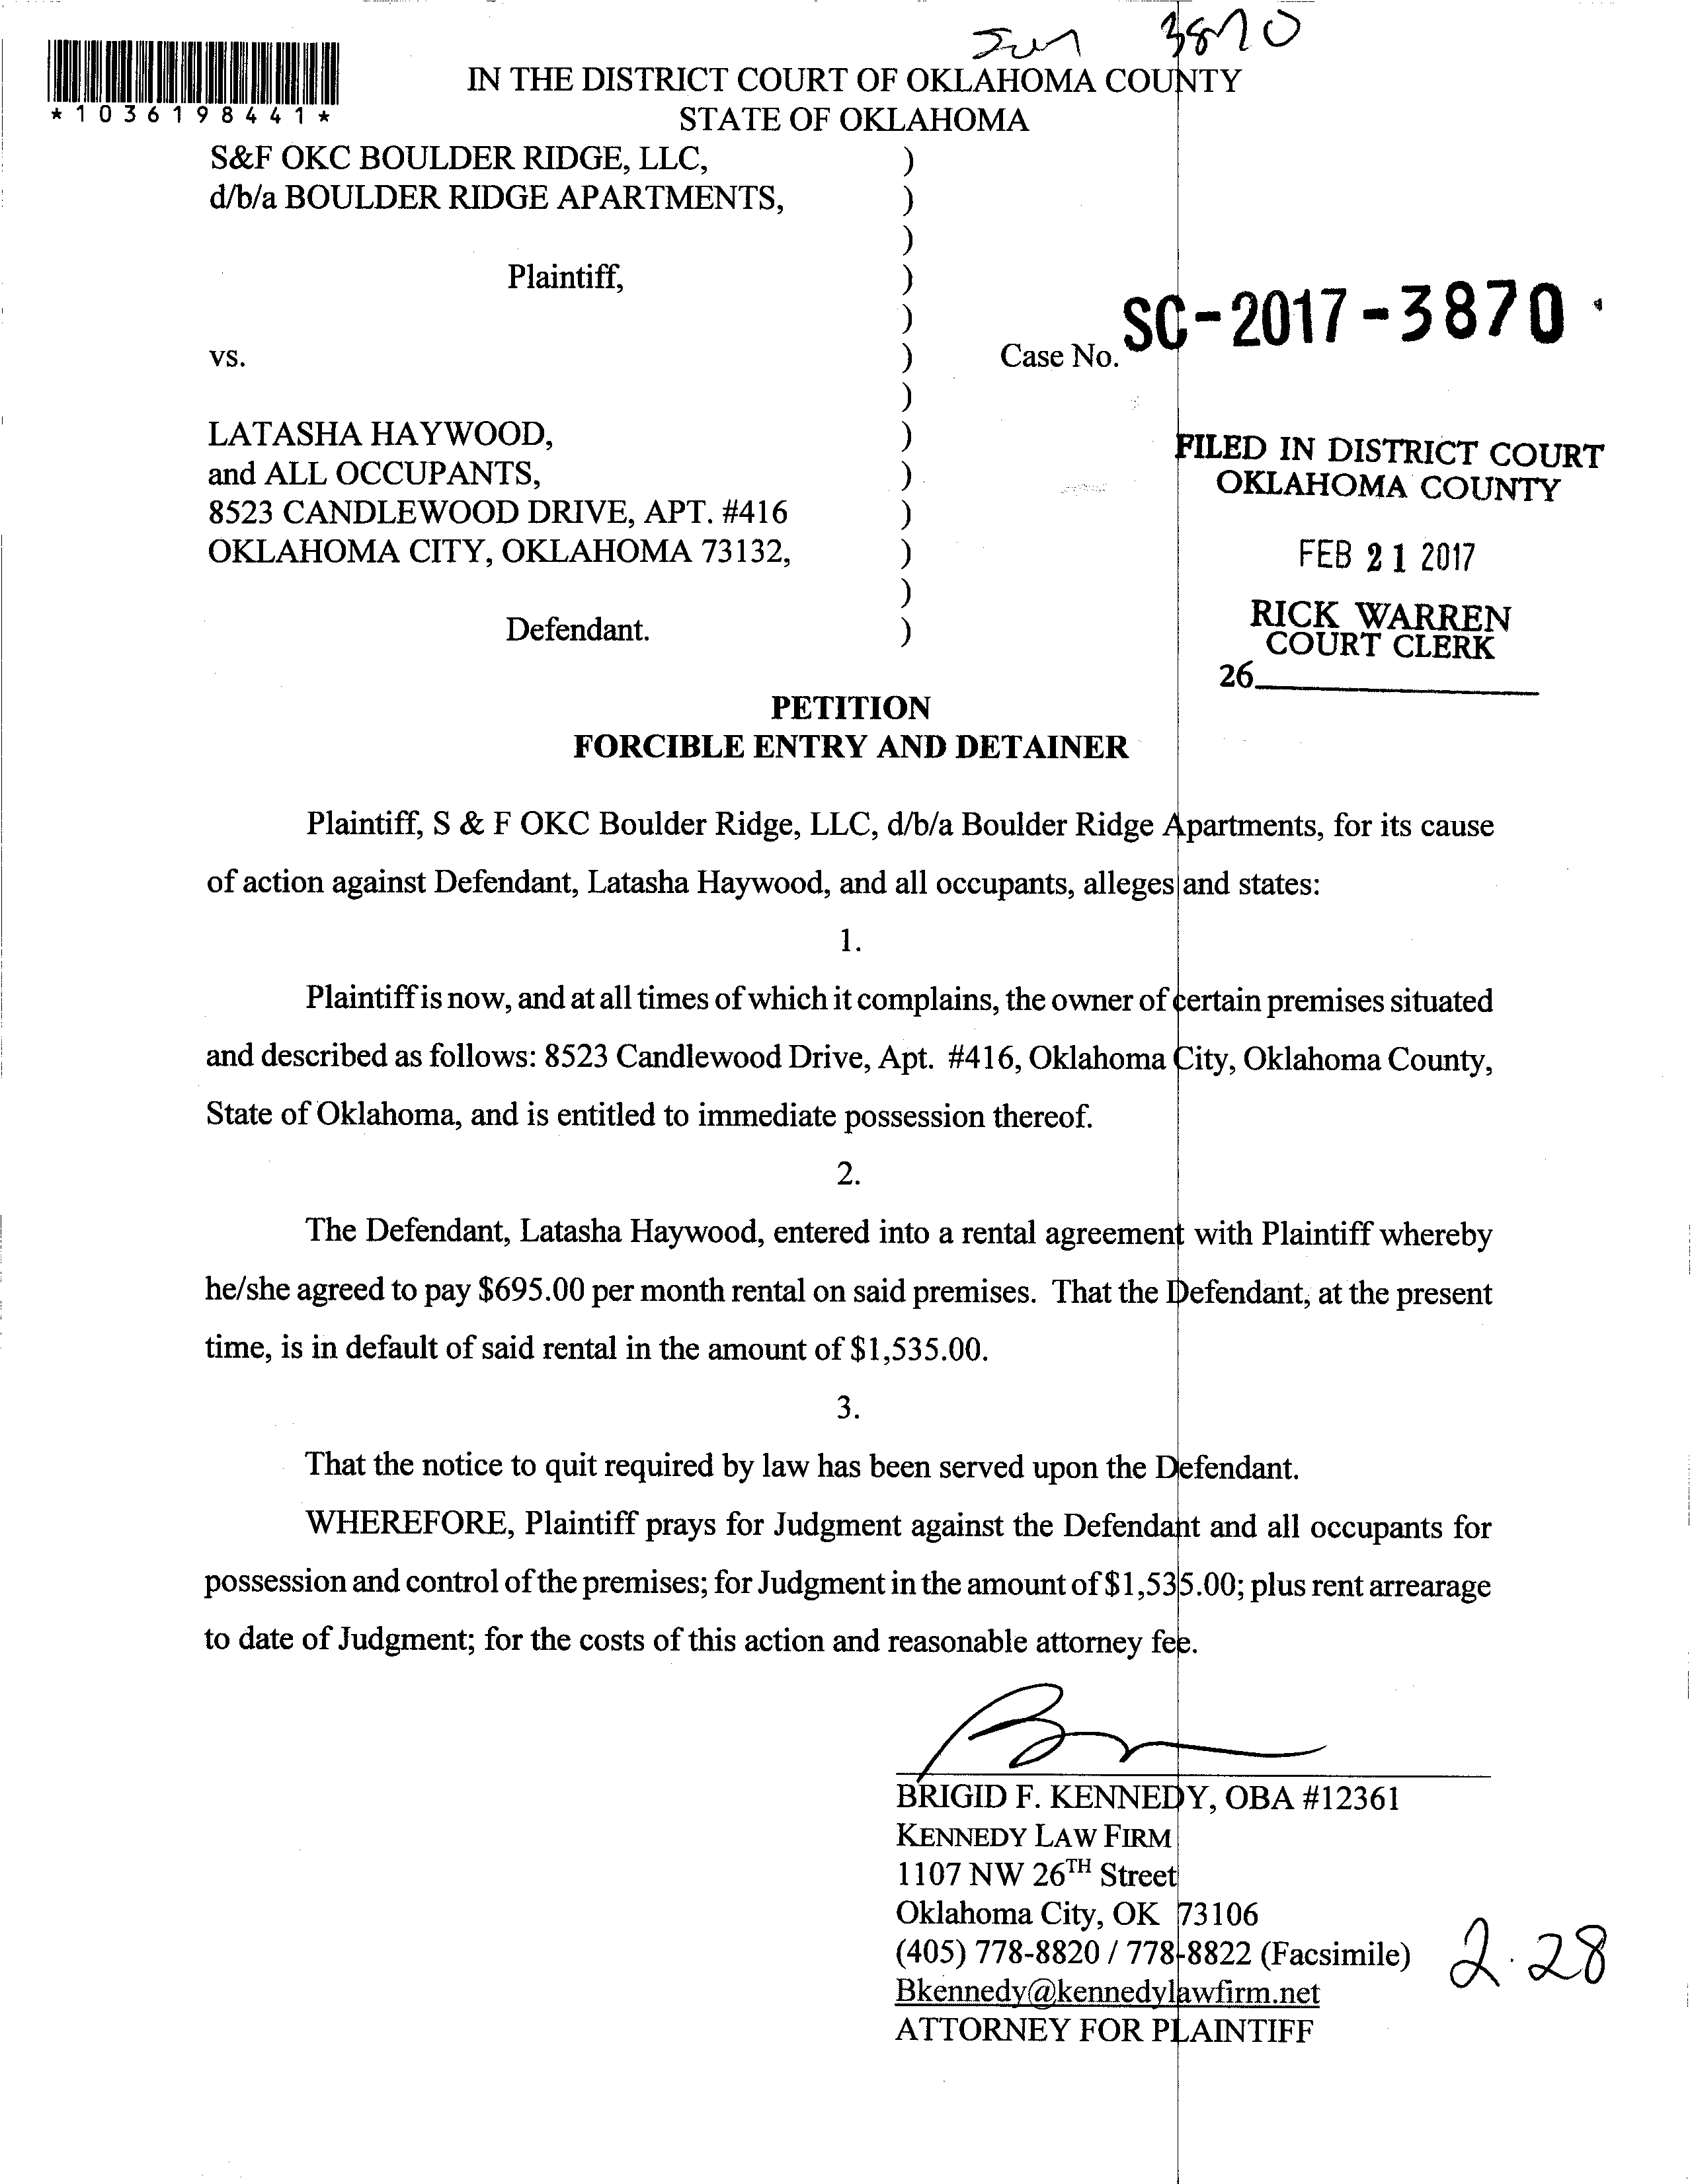 3870
IN THE DISTRICT COURT OF OKLAHOMA COUNTY
*1036198441*
STATE OF OKLAHOMA
S&F OKC BOULDER RIDGE, LLC, )
d/b/a BOULDER RIDGE APARTMENTS, )
)
Plaintiff, )
)
vs. ) Case No. SC-2017-3870
)
LATASHA HAYWOOD, )
and ALL OCCUPANTS, )
8523 CANDLEWOOD DRIVE, APT. #416 )
OKLAHOMA CITY, OKLAHOMA 73132, )
)
Defendant. )
FILED IN DISTRICT COURT
OKLAHOMA COUNTY
FEB 21 2017
RICK WARREN
COURT CLERK
26
PETITION
FORCIBLE ENTRY AND DETAINER
Plaintiff, S & F OKC Boulder Ridge, LLC, d/b/a Boulder Ridge Apartments, for its cause
of action against Defendant, Latasha Haywood, and all occupants, alleges and states:
1.
Plaintiff is now, and at all times of which it complains, the owner of certain premises situated
and described as follows: 8523 Candlewood Drive, Apt. #416, Oklahoma City, Oklahoma County,
State of Oklahoma, and is entitled to immediate possession thereof.
2.
The Defendant, Latasha Haywood, entered into a rental agreement with Plaintiff whereby
he/she agreed to pay $695.00 per month rental on said premises. That the Defendant, at the present
time, is in default of said rental in the amount of $1,535.00.
3.
That the notice to quit required by law has been served upon the Defendant.
WHEREFORE, Plaintiff prays for Judgment against the Defendant and all occupants for
possession and control of the premises; for Judgment in the amount of $1,535.00; plus rent arrearage
to date of Judgment; for the costs of this action and reasonable attorney fee.
BRIGID F. KENNEDY, OBA #12361
KENNEDY LAW FIRM
1107 NW 26TH Street
Oklahoma City, OK 73106
(405) 778-8820 / 778-8822 (Facsimile)
Bkennedy@kennedylawfirm.net
ATTORNEY FOR PLAINTIFF
2.28